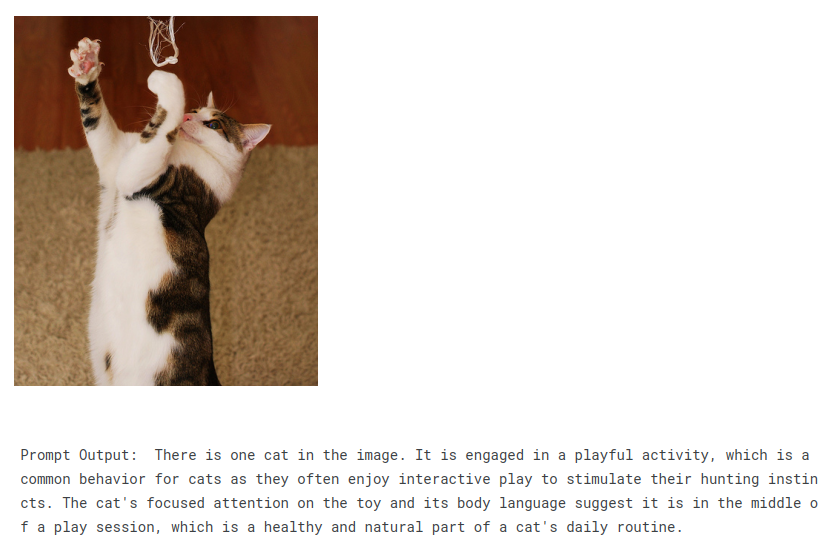 Prompt Output:  There is one cat in the image. It is engaged in a playful activity, which is a
common behavior for cats as they often enjoy interactive play to stimulate their hunting instin
cts. The cat's focused attention on the toy and its body language suggest it is in the middle o
f a play session, which is a healthy and natural part of a cat's daily routine.